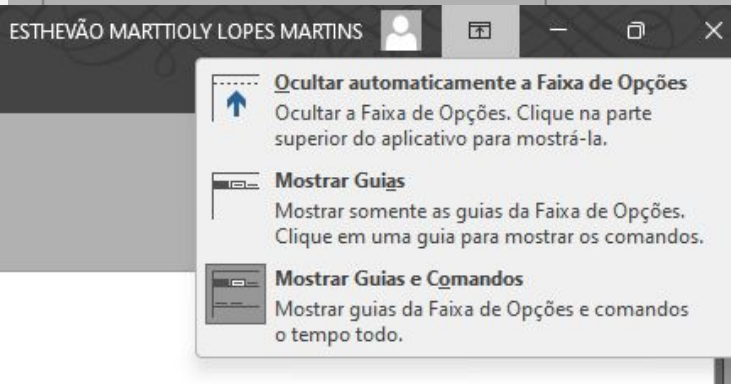 ESTHEVÃO MARTTIOLY LOPES MARTINS
Ocultar automaticamente a Faixa de Opções
Ocultar a Faixa de Opções. Clique na parte
superior do aplicativo para mostrá-la.
Mostrar Guias
Mostrar somente as guias da Faixa de Opções.
Clique em uma guia para mostrar os comandos.
Mostrar Guias e Comandos
Mostrar guias da Faixa de Opções e comandos
o tempo todo.